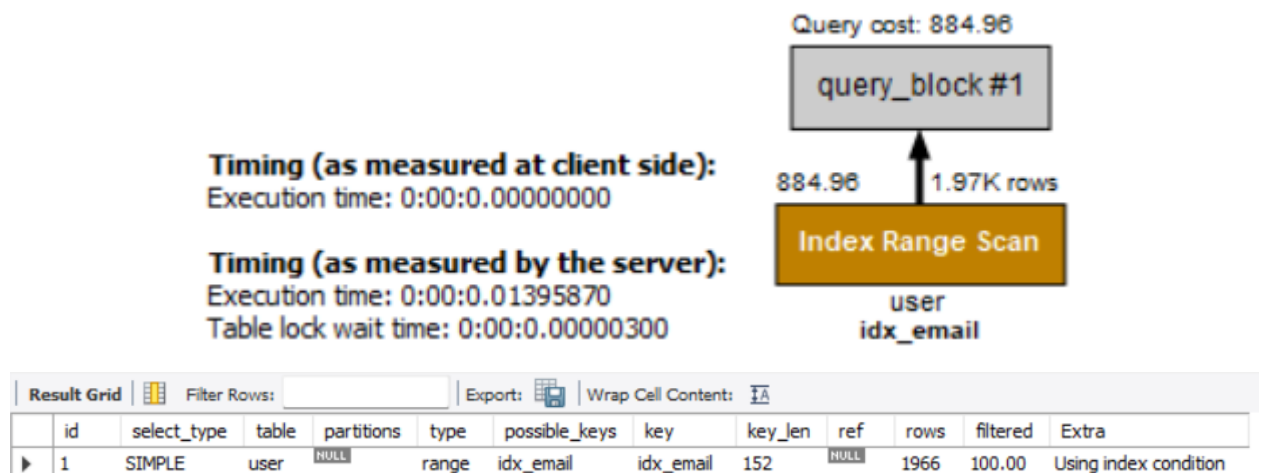 Query cost: 884.96
query_block #1
Timing (as measured at client side):
Execution time: 0:00:0.00000000
884.96 1.97K rows
Index Range Scan
Timing (as measured by the server):
Execution time: 0:00:0.01395870
Table lock wait time: 0:00:0.00000300
user
idx_email
Result Grid Filter Rows: Export: Wrap Cell Content: IA
id select_type table partitions type possible_keys key key_len ref rows filtered Extra
1 SIMPLE user NULL range idx_email idx_email 152 NULL 1966 100.00 Using index condition